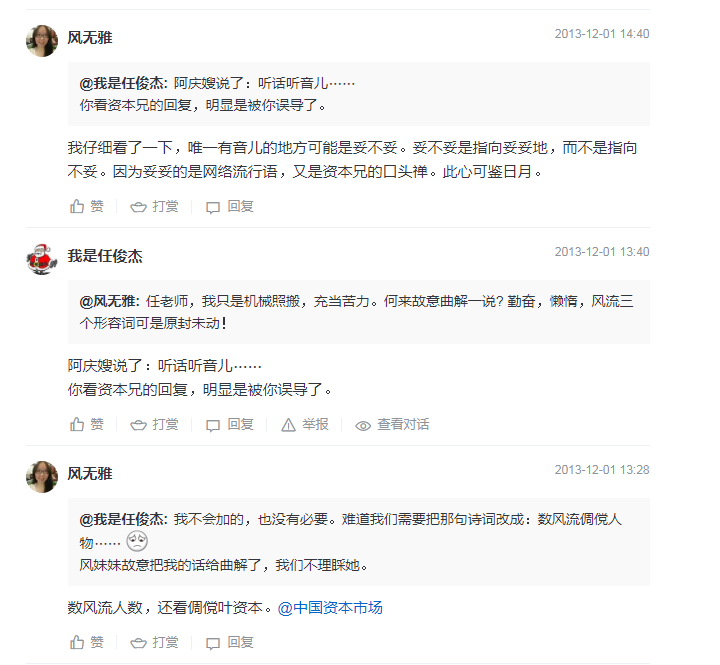 风无雅
2013-12-01 14:40
@我是任俊杰: 阿庆嫂说了：听话听音儿……
你看资本兄的回复，明显是被你误导了。
我仔细看了一下，唯一有音儿的地方可能是妥不妥。妥不妥是指向妥妥地，而不是指向
不妥。因为妥妥的是网络流行语，又是资本兄的口头禅。此心可鉴日月。
赞 打赏 回复
我是任俊杰
2013-12-01 13:40
@风无雅: 任老师，我只是机械照搬，充当苦力。何来故意曲解一说? 勤奋，懒惰，风流三
个形容词可是原封未动！
阿庆嫂说了：听话听音儿……
你看资本兄的回复，明显是被你误导了。
赞 打赏 回复 举报 查看对话
风无雅
2013-12-01 13:28
@我是任俊杰: 我不会加的，也没有必要。难道我们需要把那句诗词改成：数风流倜傥人
物……
风妹妹故意把我的话给曲解了，我们不理睬她。
数风流人数，还看倜傥叶资本。@中国资本市场
赞 打赏 回复